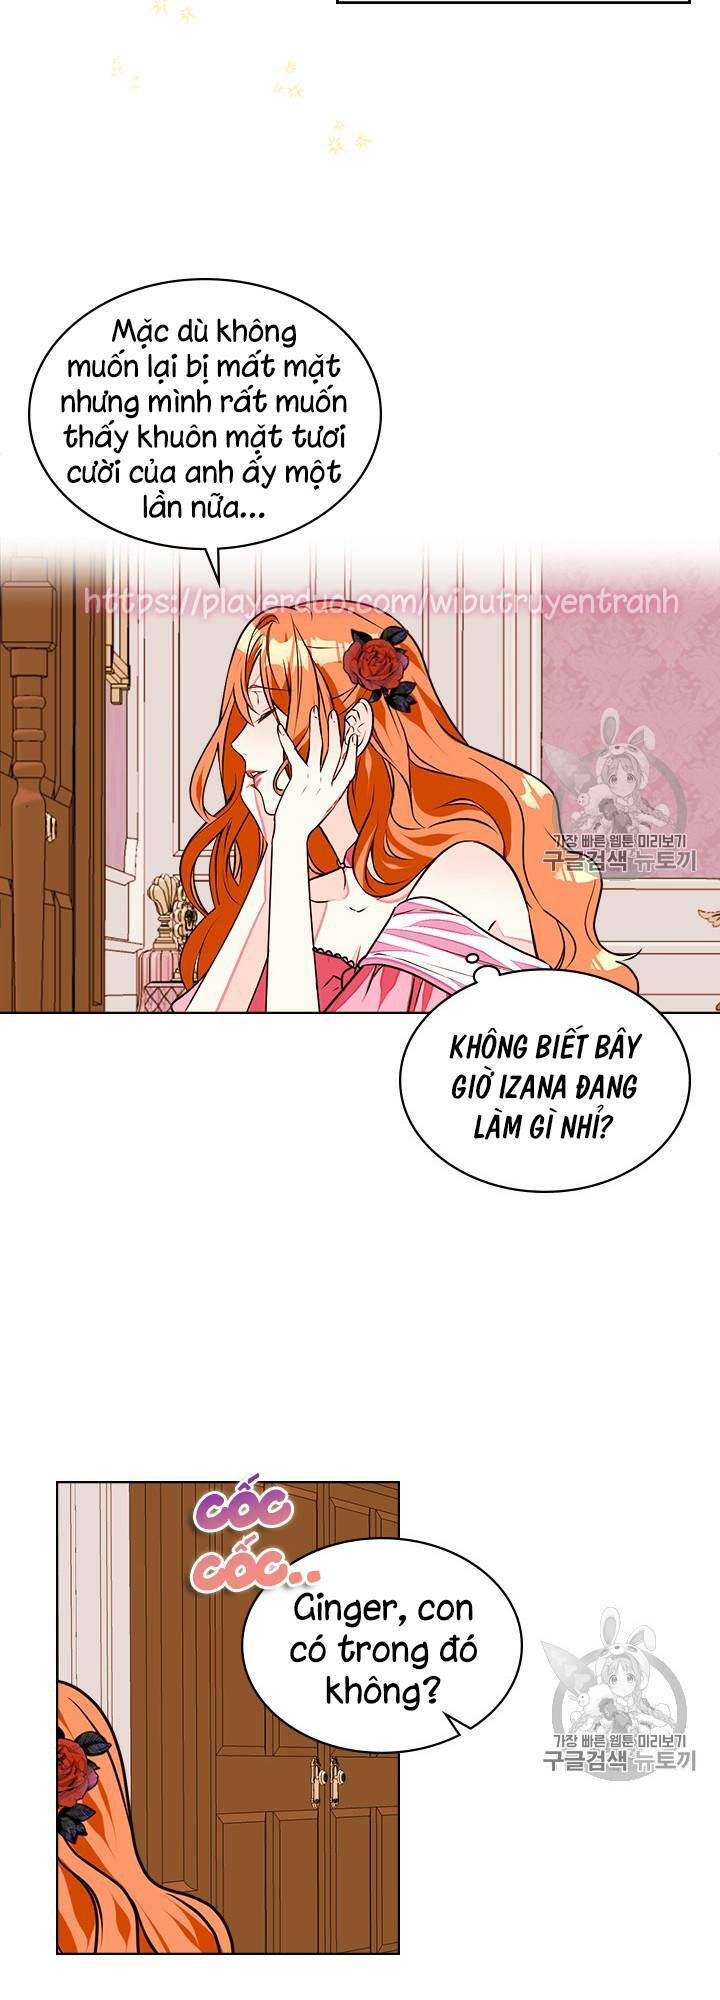 Mặc dù không
muốn lại bị mất mặt
nhưng mình rất muốn
thấy khuôn mặt tươi
cười của anh ấy một
lần nữa...
https://playerduo.com/wibutruyentranh
가장 빠른 웹툰 미리보기
구글검색 뉴토끼
KHÔNG BIẾT BÂY
GIỜ IZANA ĐANG
LÀM GÌ NHỈ?
CỐC
CỐC..
Ginger, con
có trong đó
không?
가장 빠른 웹툰 미리보기
구글검색 뉴토끼